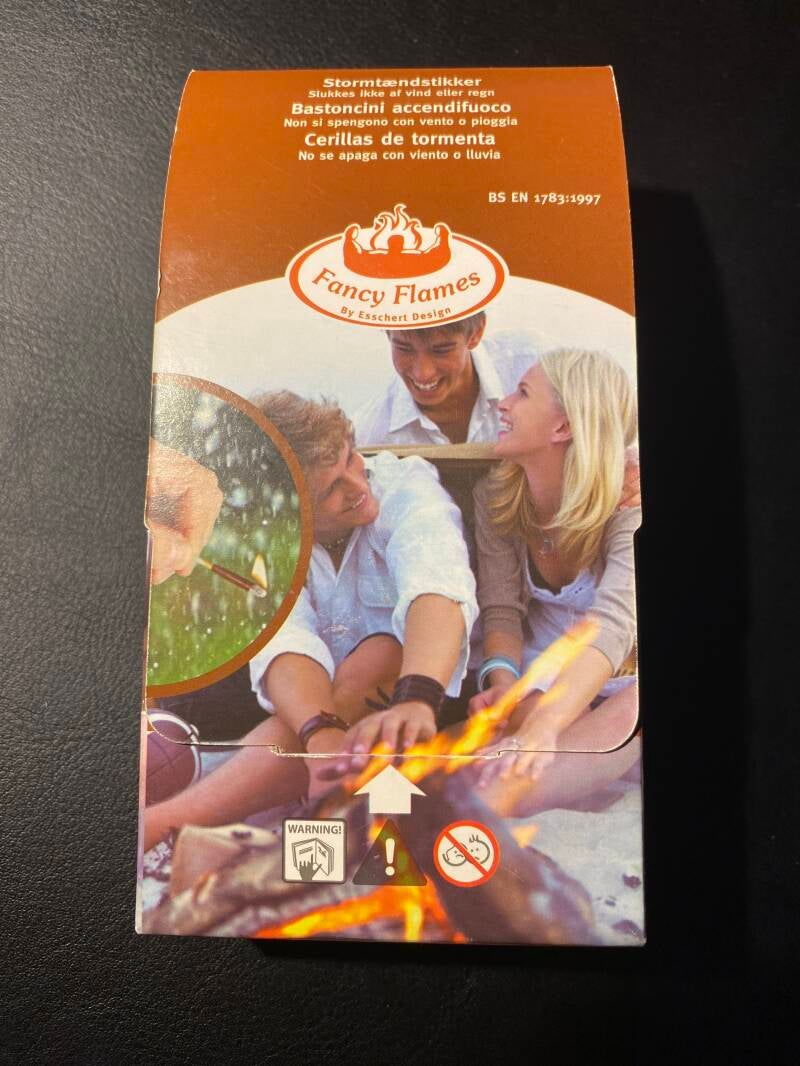 Stormtændstikker
Slukkes ikke af vind eller regn
Bastoncini accendifuoco
Non si spengono con vento o pioggia
Cerillas de tormenta
No se apaga con viento o lluvia
BS EN 1783:1997
Fancy Flames
By Esschert Design
WARNING!
!